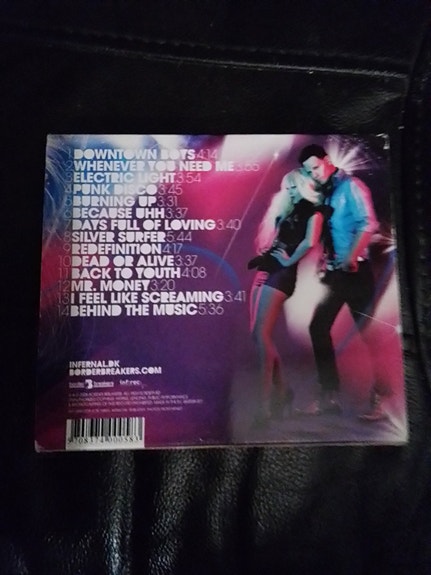 1 DOWNTOWN BOYS 4:14
2 WHENEVER YOU NEED ME 3:55
3 ELECTRIC LIGHT 3:54
4 PUNK DISCO 3:45
5 BURNING UP 3:31
6 BECAUSE UHH 3:37
7 DAYS FULL OF LOVING 3:40
8 SILVER SURFER 5:44
9 REDEFINITION 4:17
10 DEAD OR ALIVE 3:37
11 BACK TO YOUTH 4:08
12 MR. MONEY 3:20
13 I FEEL LIKE SCREAMING 3:41
14 BEHIND THE MUSIC 5:36
INFERNAL.DK
BORDERBREAKERS.COM
border breakers
5708374000583